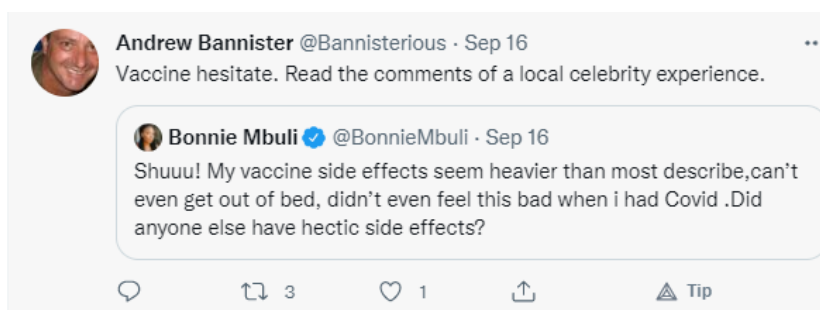 Andrew Bannister @Bannisterious · Sep 16
Vaccine hesitate. Read the comments of a local celebrity experience.
Bonnie Mbuli @BonnieMbuli · Sep 16
Shuuu! My vaccine side effects seem heavier than most describe,can't
even get out of bed, didn't even feel this bad when i had Covid .Did
anyone else have hectic side effects?
3 1 Tip